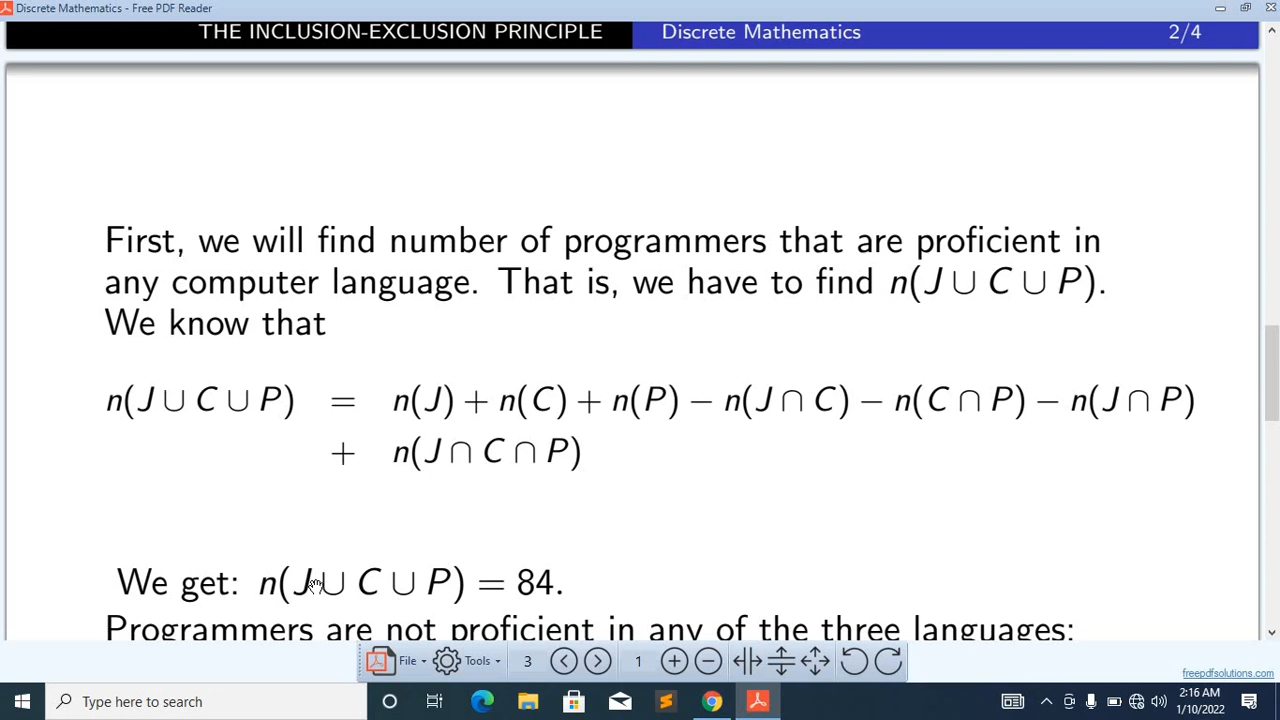 Discrete Mathematics - Free PDF Reader
THE INCLUSION-EXCLUSION PRINCIPLE Discrete Mathematics 2/4
First, we will find number of programmers that are proficient in
any computer language. That is, we have to find n(J ∪ C ∪ P).
We know that
n(J ∪ C ∪ P) = n(J) + n(C) + n(P) − n(J ∩ C) − n(C ∩ P) − n(J ∩ P)
+ n(J ∩ C ∩ P)
We get: n(J ∪ C ∪ P) = 84.
Programmers are not proficient in any of the three languages:
File Tools 3 1
freepdfsolutions.com
Type here to search
2:16 AM
1/10/2022